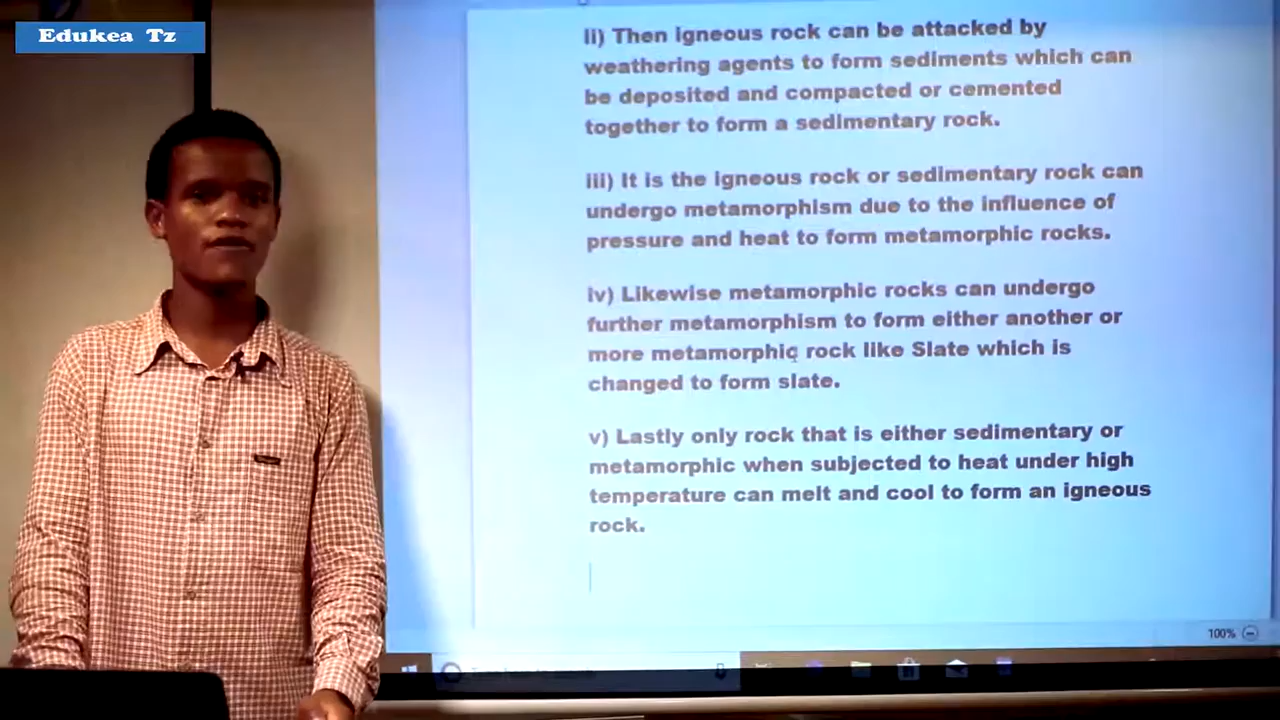 Edukea Tz
ii) Then igneous rock can be attacked by
weathering agents to form sediments which can
be deposited and compacted or cemented
together to form a sedimentary rock.
iii) It is the igneous rock or sedimentary rock can
undergo metamorphism due to the influence of
pressure and heat to form metamorphic rocks.
iv) Likewise metamorphic rocks can undergo
further metamorphism to form either another or
more metamorphic rock like Slate which is
changed to form slate.
v) Lastly only rock that is either sedimentary or
metamorphic when subjected to heat under high
temperature can melt and cool to form an igneous
rock.
100%